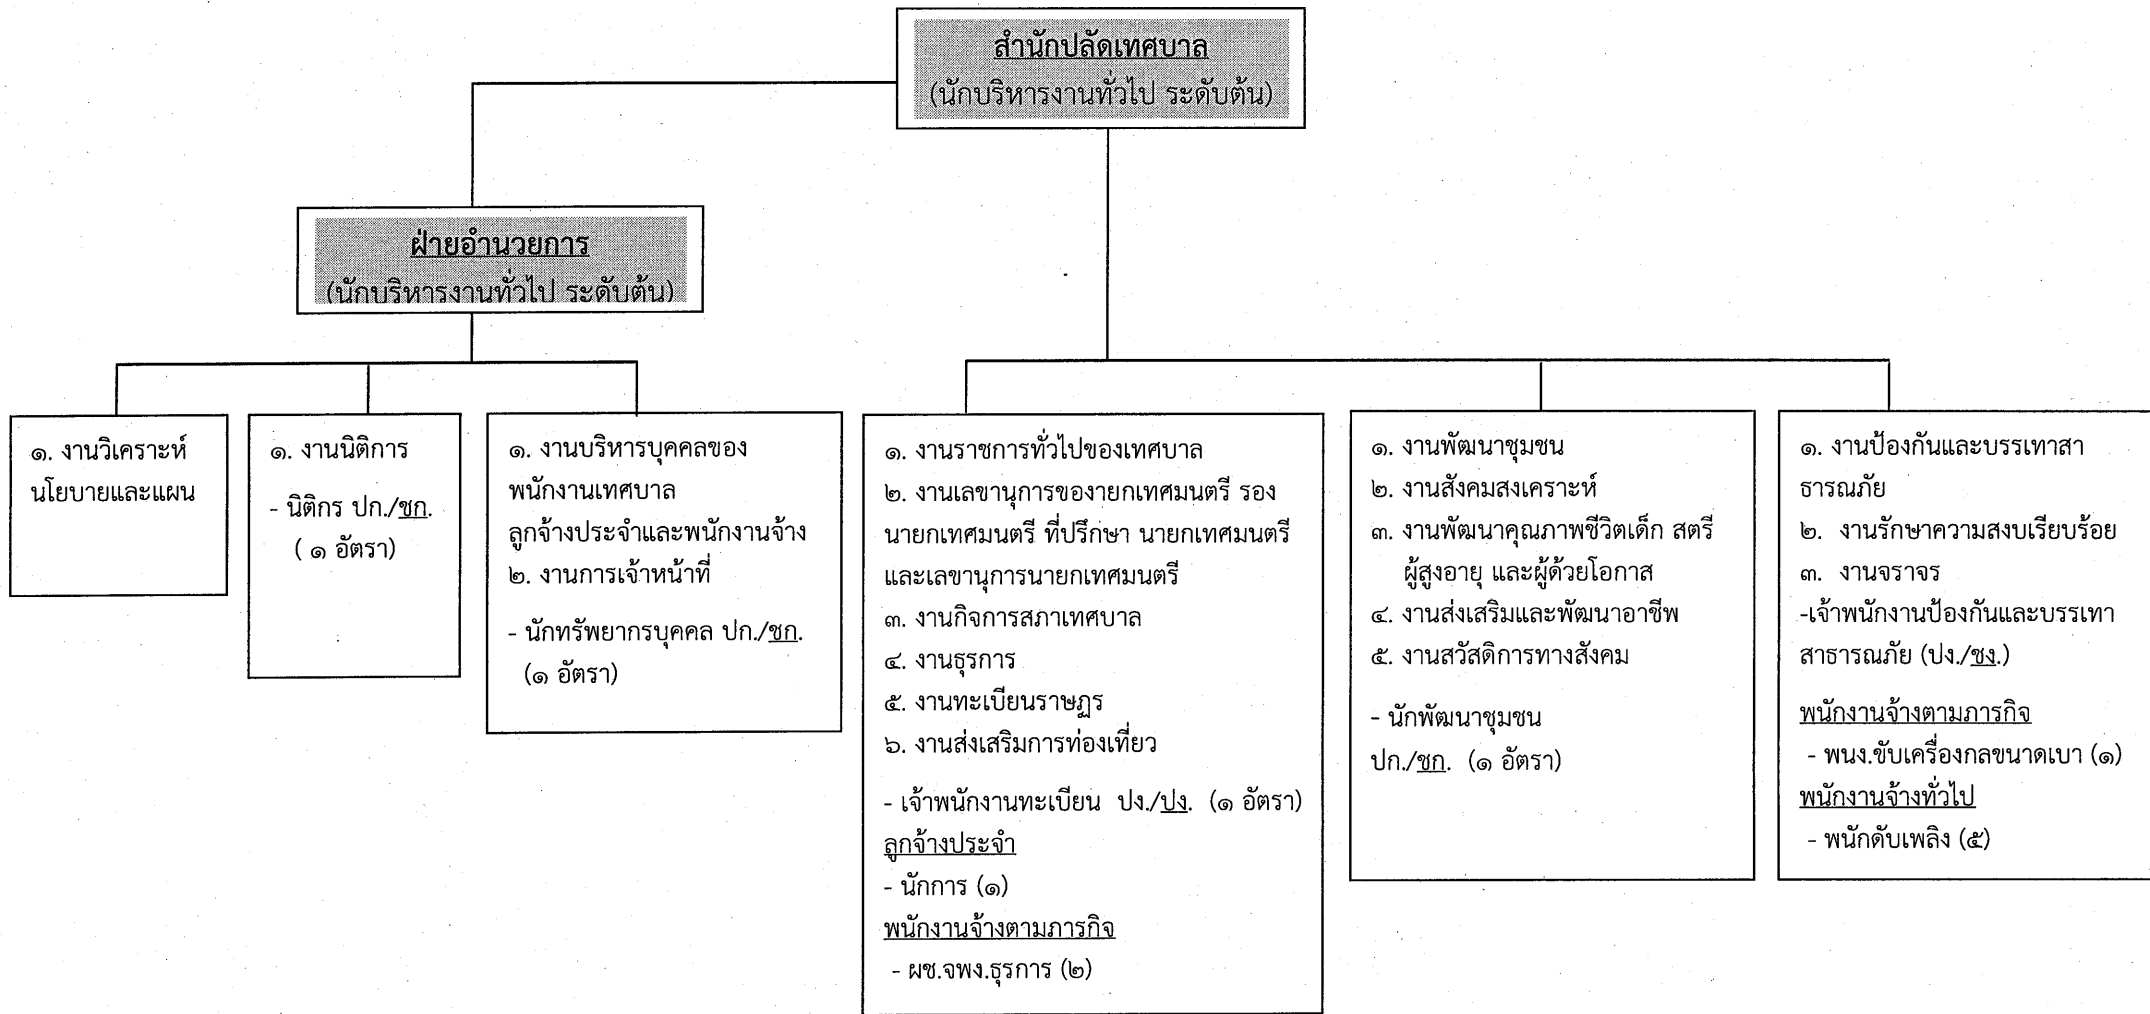 สำนักปลัดเทศบาล
(นักบริหารงานทั่วไป ระดับต้น)
ฝ่ายอำนวยการ
(นักบริหารงานทั่วไป ระดับต้น)
๑. งานวิเคราะห์
นโยบายและแผน
๑. งานนิติการ
- นิติกร ปก./ชก.
( ๑ อัตรา)
๑. งานบริหารบุคคลของ
พนักงานเทศบาล
ลูกจ้างประจำและพนักงานจ้าง
๒. งานการเจ้าหน้าที่
- นักทรัพยากรบุคคล ปก./ชก.
(๑ อัตรา)
๑. งานราชการทั่วไปของเทศบาล
๒. งานเลขานุการของายกเทศมนตรี รอง
นายกเทศมนตรี ที่ปรึกษา นายกเทศมนตรี
และเลขานุการนายกเทศมนตรี
๓. งานกิจการสภาเทศบาล
๔. งานธุรการ
๕. งานทะเบียนราษฎร
๖. งานส่งเสริมการท่องเที่ยว
- เจ้าพนักงานทะเบียน ปง./ปง. (๑ อัตรา)
ลูกจ้างประจำ
- นักการ (๑)
พนักงานจ้างตามภารกิจ
- ผช.จพง.ธุรการ (๒)
๑. งานพัฒนาชุมชน
๒. งานสังคมสงเคราะห์
๓. งานพัฒนาคุณภาพชีวิตเด็ก สตรี
ผู้สูงอายุ และผู้ด้วยโอกาส
๔. งานส่งเสริมและพัฒนาอาชีพ
๕. งานสวัสดิการทางสังคม
- นักพัฒนาชุมชน
ปก./ชก. (๑ อัตรา)
๑. งานป้องกันและบรรเทาสา
ธารณภัย
๒. งานรักษาความสงบเรียบร้อย
๓. งานจราจร
-เจ้าพนักงานป้องกันและบรรเทา
สาธารณภัย (ปง./ชง.)
พนักงานจ้างตามภารกิจ
- พนง.ขับเครื่องกลขนาดเบา (๑)
พนักงานจ้างทั่วไป
- พนักดับเพลิง (๕)